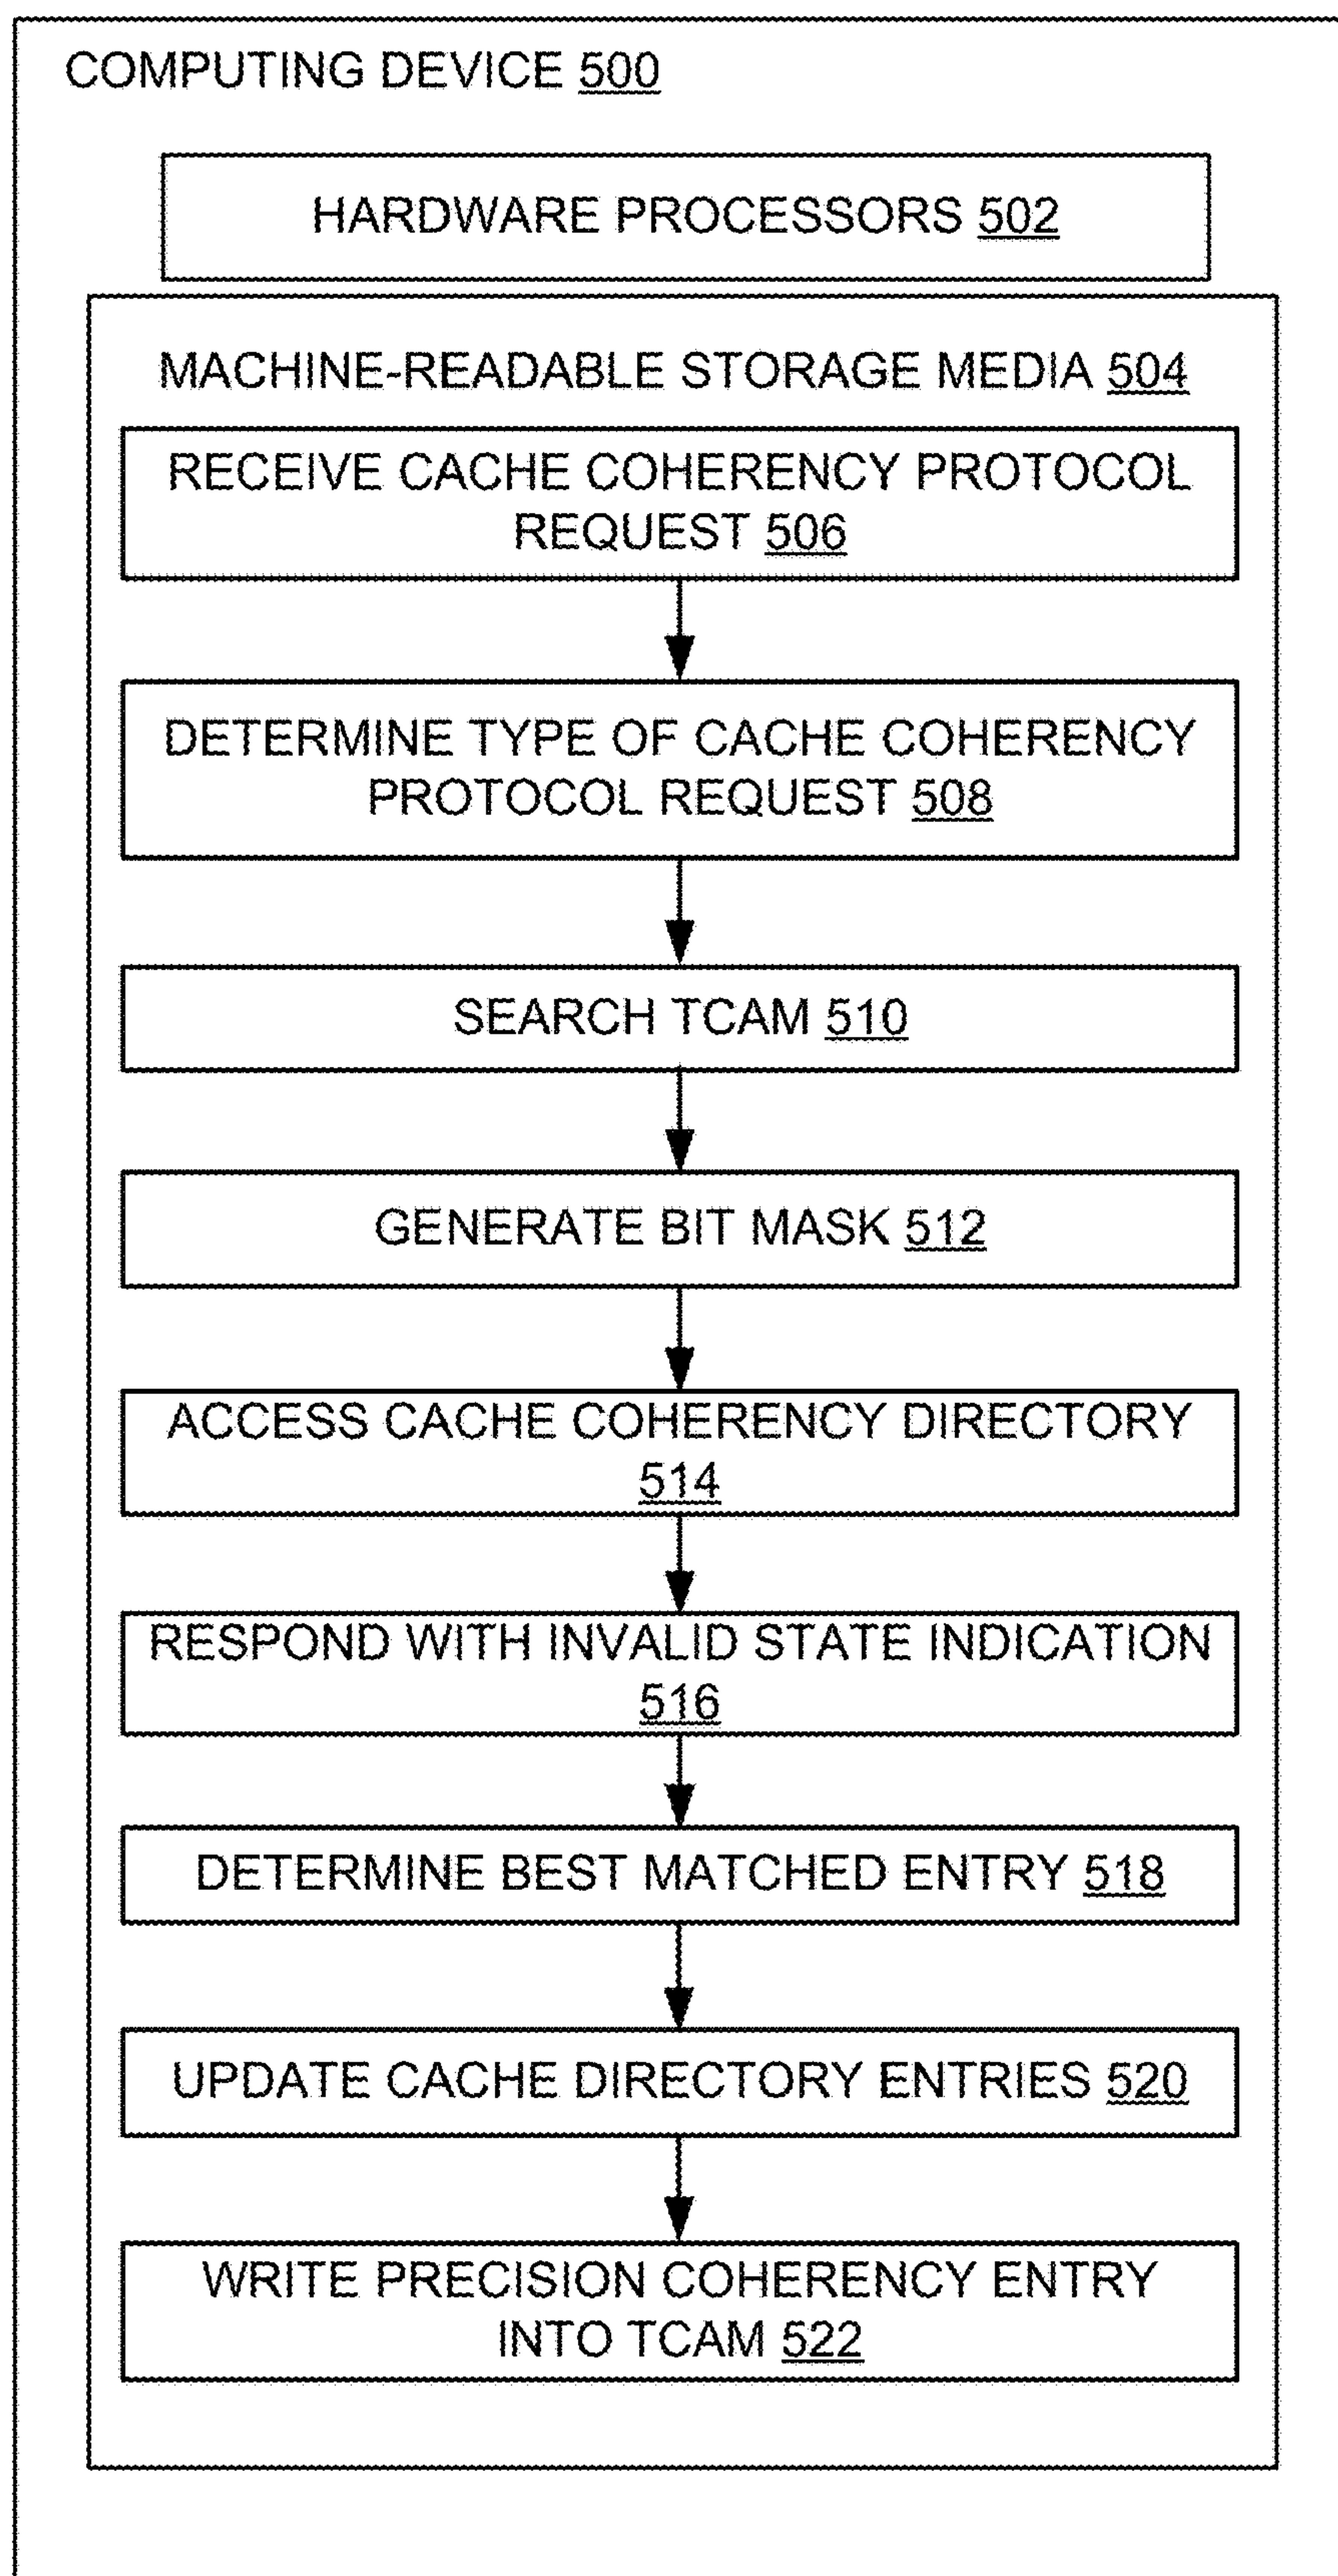 COMPUTING DEVICE 500
HARDWARE PROCESSORS 502
MACHINE-READABLE STORAGE MEDIA 504
RECEIVE CACHE COHERENCY PROTOCOL
REQUEST 506
DETERMINE TYPE OF CACHE COHERENCY
PROTOCOL REQUEST 508
SEARCH TCAM 510
GENERATE BIT MASK 512
ACCESS CACHE COHERENCY DIRECTORY
514
RESPOND WITH INVALID STATE INDICATION
516
DETERMINE BEST MATCHED ENTRY 518
UPDATE CACHE DIRECTORY ENTRIES 520
WRITE PRECISION COHERENCY ENTRY
INTO TCAM 522